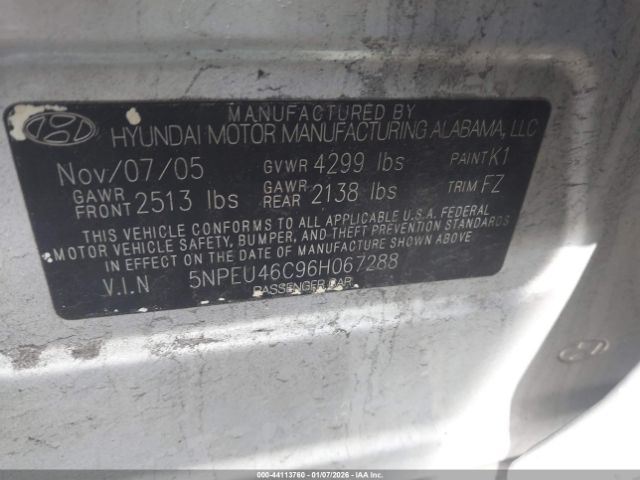 MANUFACTURED BY
HYUNDAI MOTOR MANUFACTURING ALABAMA, LLC
Nov/07/05 GVWR 4299 lbs PAINT K1
GAWR FRONT 2513 lbs GAWR REAR 2138 lbs TRIM FZ
THIS VEHICLE CONFORMS TO ALL APPLICABLE U.S.A. FEDERAL
MOTOR VEHICLE SAFETY, BUMPER, AND THEFT PREVENTION STANDARDS
IN EFFECT ON THE DATE OF MANUFACTURE SHOWN ABOVE.
V.I.N 5NPEU46C96H067288
PASSENGER CAR
000-44113760 | 01/07/2026 - IAAI.CA